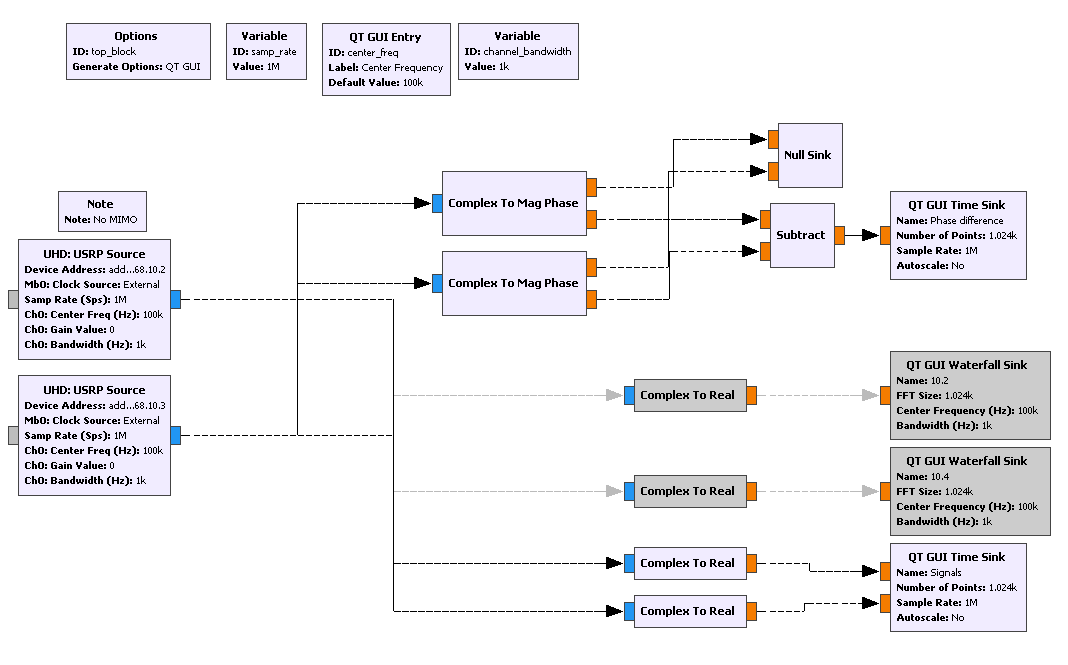 Options
ID: top_block
Generate Options: QT GUI
Variable
ID: samp_rate
Value: 1M
QT GUI Entry
ID: center_freq
Label: Center Frequency
Default Value: 100k
Variable
ID: channel_bandwidth
Value: 1k
Null Sink
Complex To Mag Phase
Note
Note: No MIMO
QT GUI Time Sink
Name: Phase difference
Number of Points: 1.024k
Sample Rate: 1M
Autoscale: No
Subtract
UHD: USRP Source
Device Address: add...68.10.2
Mb0: Clock Source: External
Samp Rate (Sps): 1M
Ch0: Center Freq (Hz): 100k
Ch0: Gain Value: 0
Ch0: Bandwidth (Hz): 1k
Complex To Mag Phase
QT GUI Waterfall Sink
Name: 10.2
FFT Size: 1.024k
Center Frequency (Hz): 100k
Bandwidth (Hz): 1k
Complex To Real
UHD: USRP Source
Device Address: add...68.10.3
Mb0: Clock Source: External
Samp Rate (Sps): 1M
Ch0: Center Freq (Hz): 100k
Ch0: Gain Value: 0
Ch0: Bandwidth (Hz): 1k
QT GUI Waterfall Sink
Name: 10.4
FFT Size: 1.024k
Center Frequency (Hz): 100k
Bandwidth (Hz): 1k
Complex To Real
Complex To Real
QT GUI Time Sink
Name: Signals
Number of Points: 1.024k
Sample Rate: 1M
Autoscale: No
Complex To Real